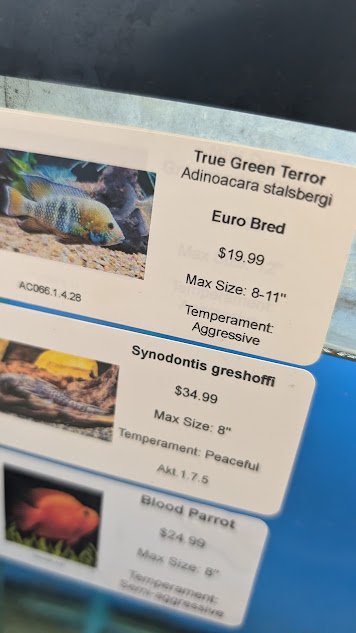 True Green Terror
Adinoacara stalsbergi
Euro Bred
$19.99
Max Size: 8-11"
Temperament:
Aggressive
AC066.1.4.28
Synodontis greshoffi
$34.99
Max Size: 8"
Temperament: Peaceful
Akt.1.7.5
Blood Parrot
$24.99
Max Size: 8"
Temperament:
Semi-aggressive